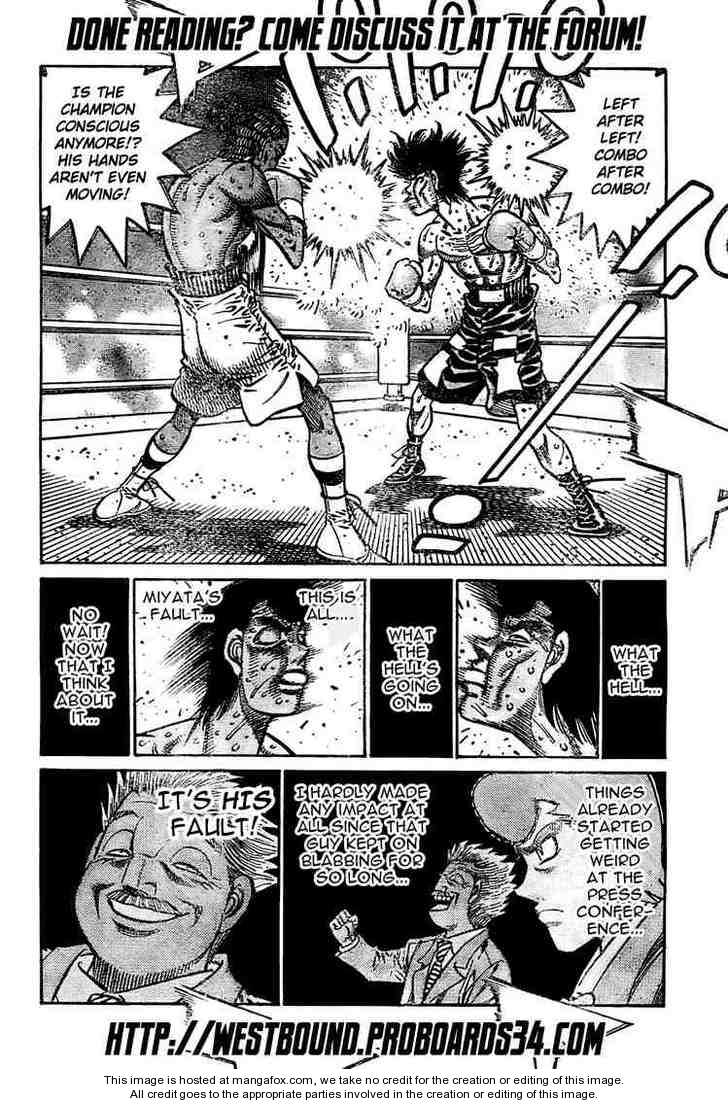 DONE READING? COME DISCUSS IT AT THE FORUM!
LEFT
AFTER
LEFT!
COMBO
AFTER
COMBO!
IS THE
CHAMPION
CONSCIOUS
ANYMORE!?
HIS HANDS
AREN'T EVEN
MOVING!
WHAT
THE
HELL...
WHAT
THE
HELL'S
GOING
ON...
THIS IS
ALL....
MIYATA'S
FAULT...
NO
WAIT!
NOW
THAT I
THINK
ABOUT
IT...
THINGS
ALREADY
STARTED
GETTING
WEIRD
AT THE
PRESS
CONFER-
ENCE...
I HARDLY MADE
ANY IMPACT AT
ALL SINCE THAT
GUY KEPT ON
BLABBING FOR
SO LONG...
IT'S HIS
FAULT!
HTTP://WESTBOUND.PROBOARDS34.COM
This image is hosted at mangafox.com, we take no credit for the creation or editing of this image.
All credit goes to the appropriate parties involved in the creation or editing of this image.